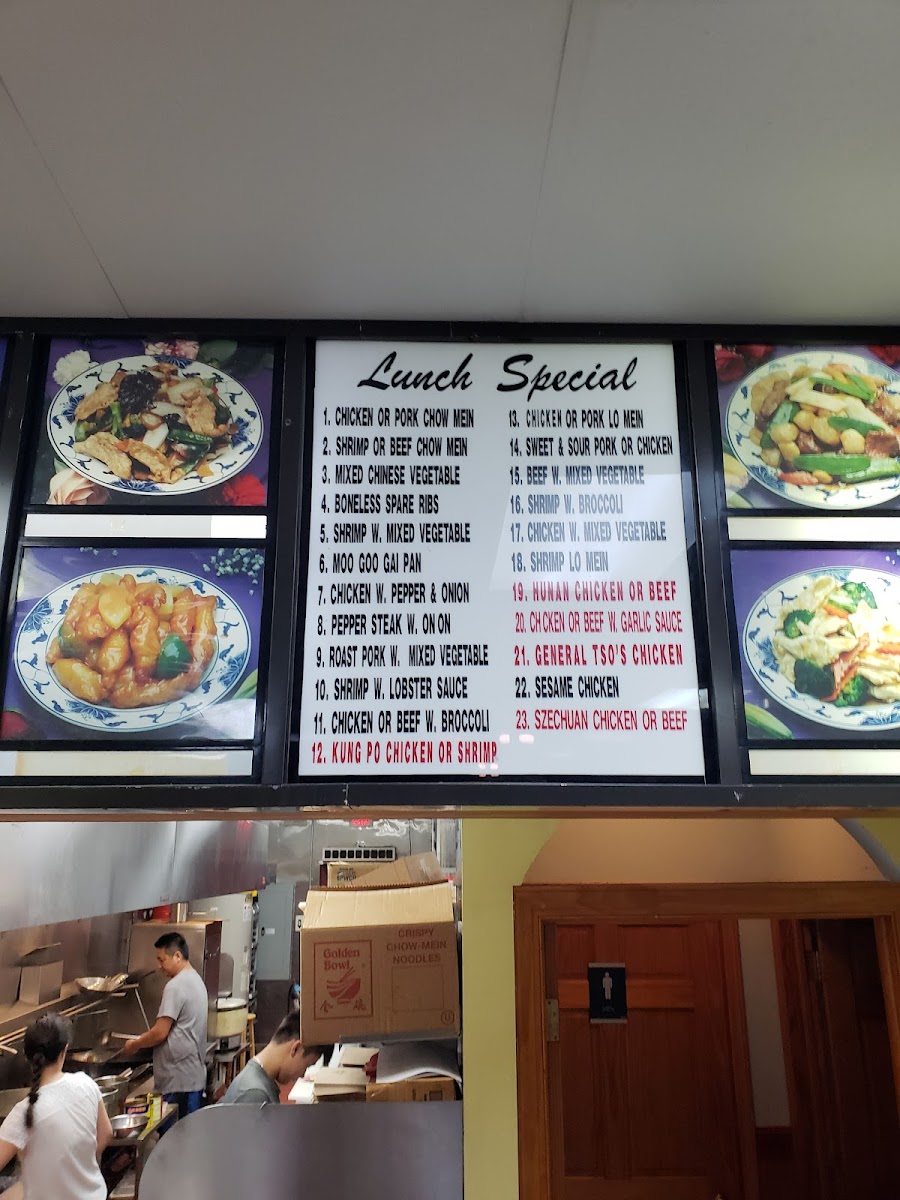 Lunch Special
1. CHICKEN OR PORK CHOW MEIN
2. SHRIMP OR BEEF CHOW MEIN
3. MIXED CHINESE VEGETABLE
4. BONELESS SPARE RIBS
5. SHRIMP W. MIXED VEGETABLE
6. MOO GOO GAI PAN
7. CHICKEN W. PEPPER & ONION
8. PEPPER STEAK W. ON ON
9. ROAST PORK W. MIXED VEGETABLE
10. SHRIMP W. LOBSTER SAUCE
11. CHICKEN OR BEEF W. BROCCOLI
12. KUNG PO CHICKEN OR SHRIMP
13. CHICKEN OR PORK LO MEIN
14. SWEET & SOUR PORK OR CHICKEN
15. BEEF W. MIXED VEGETABLE
16. SHRIMP W. BROCCOLI
17. CHICKEN W. MIXED VEGETABLE
18. SHRIMP LO MEIN
19. HUNAN CHICKEN OR BEEF
20. CHCKEN OR BEEF W. GARLIC SAUCE
21. GENERAL TSO'S CHICKEN
22. SESAME CHICKEN
23. SZECHUAN CHICKEN OR BEEF
Golden
Bowl
CRISPY
CHOW-MEIN
NOODLES